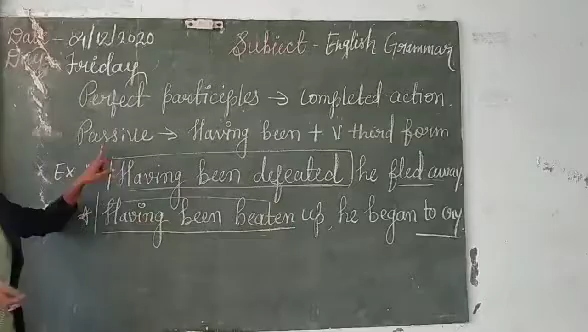 Date - 04/12/2020 Subject - English Grammar
Day - Friday
Perfect participles → Completed action.
Passive → Having been + V third form
Ex * Having been defeated he fled away.
* Having been beaten up, he began to cry.